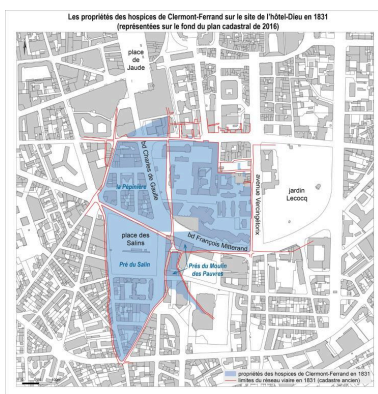 Les propriétés des hospices de Clermont-Ferrand sur le site de l'hôtel-Dieu en 1831
(représentées sur le fond du plan cadastral de 2016)
place
de
Jaude
bd Charles de Gaulle
la Pépinière
avenue Vercingétorix
jardin
Lecocq
place des
Salins
bd François Mitterand
Pré du Salin
Près du Moulin
des Pauvres
propriétés des hospices de Clermont-Ferrand en 1831
limites du réseau viaire en 1831 (cadastre ancien)